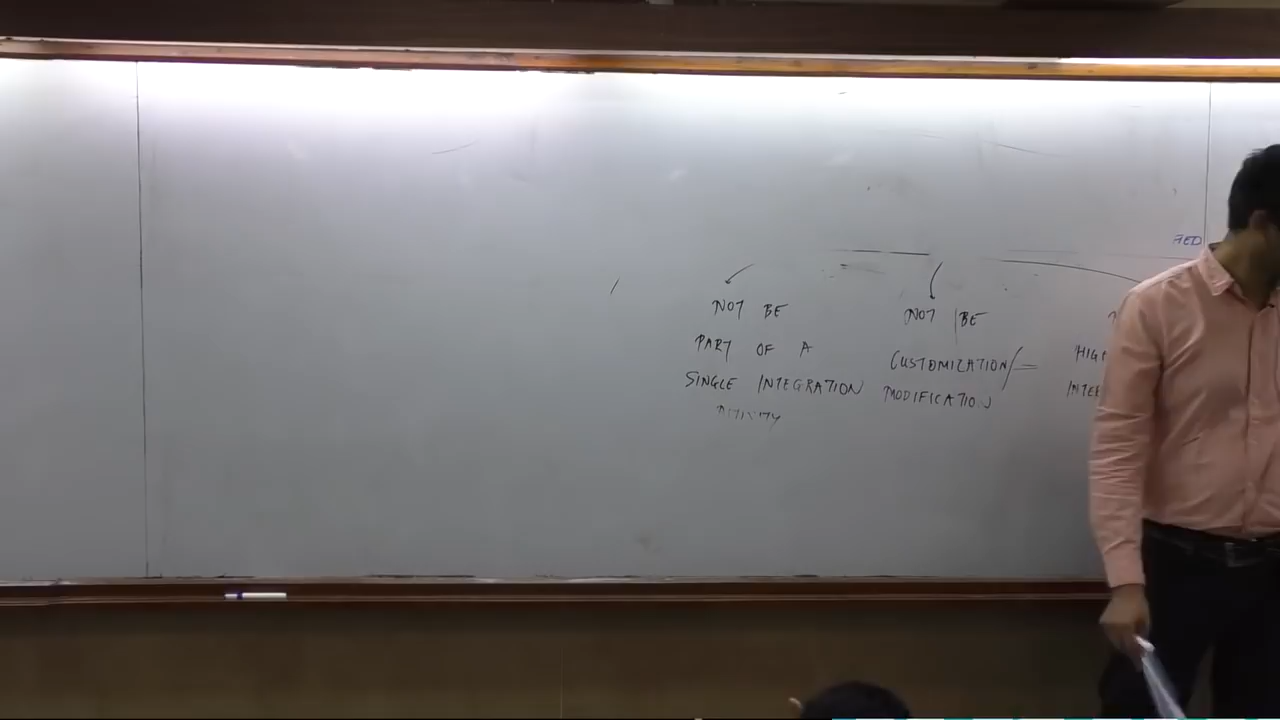 NOT BE
PART OF A
SINGLE INTEGRATION
NOT BE
CUSTOMIZATION/
MODIFICATION